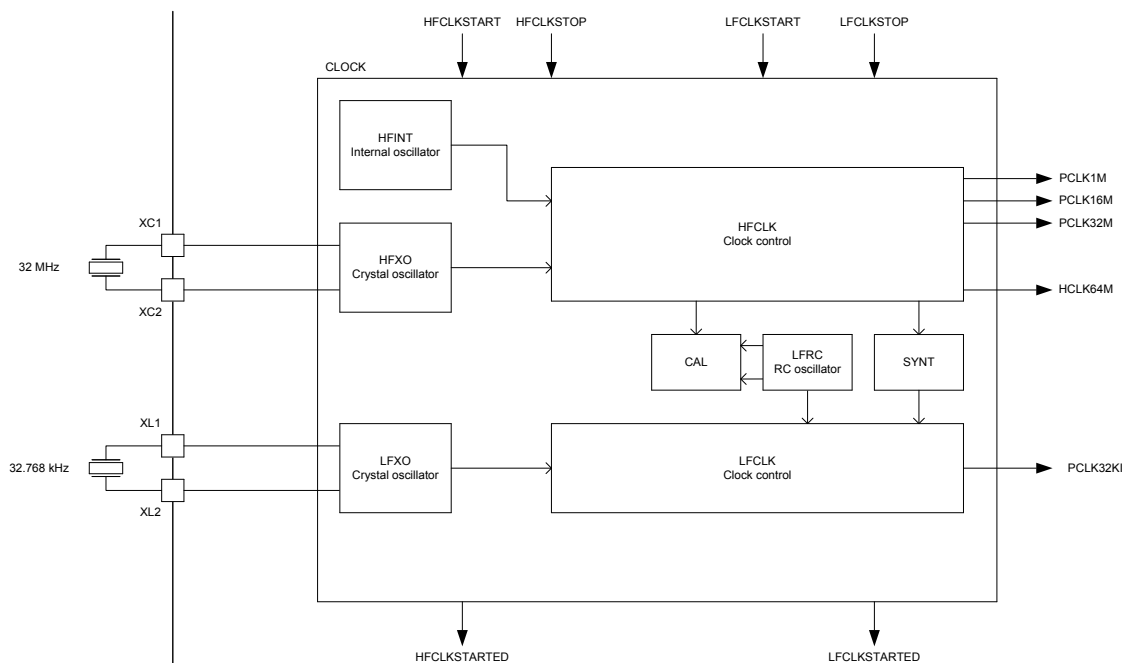 HFCLKSTART
HFCLKSTOP
LFCLKSTART
LFCLKSTOP
CLOCK
HFINT
Internal oscillator
PCLK1M
PCLK16M
PCLK32M
XC1
HFCLK
Clock control
32 MHz
HFXO
Crystal oscillator
HCLK64M
XC2
CAL
LFRC
RC oscillator
SYNT
XL1
LFXO
Crystal oscillator
LFCLK
Clock control
32.768 kHz
PCLK32KI
XL2
HFCLKSTARTED
LFCLKSTARTED